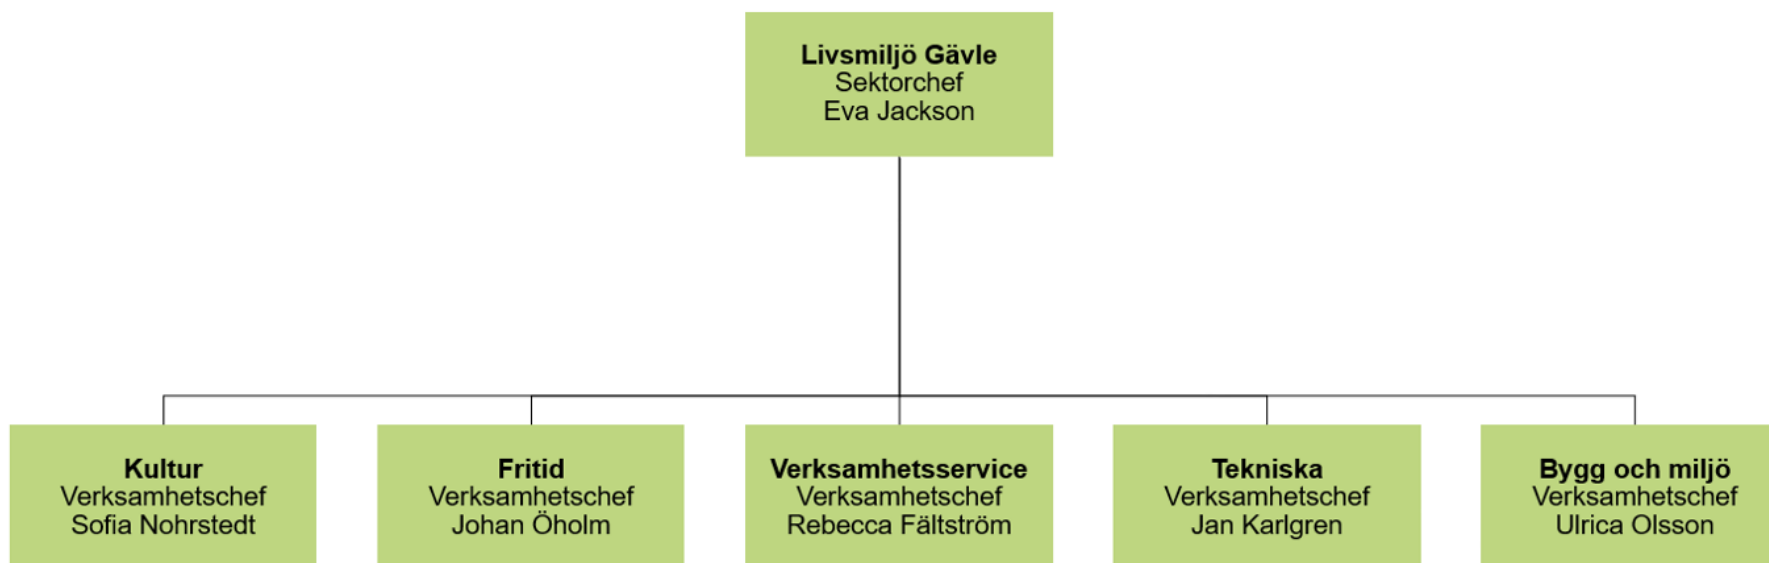 Livsmiljö Gävle
Sektorchef
Eva Jackson
Kultur
Verksamhetschef
Sofia Nohrstedt
Fritid
Verksamhetschef
Johan Öholm
Verksamhetsservice
Verksamhetschef
Rebecca Fältström
Tekniska
Verksamhetschef
Jan Karlgren
Bygg och miljö
Verksamhetschef
Ulrica Olsson